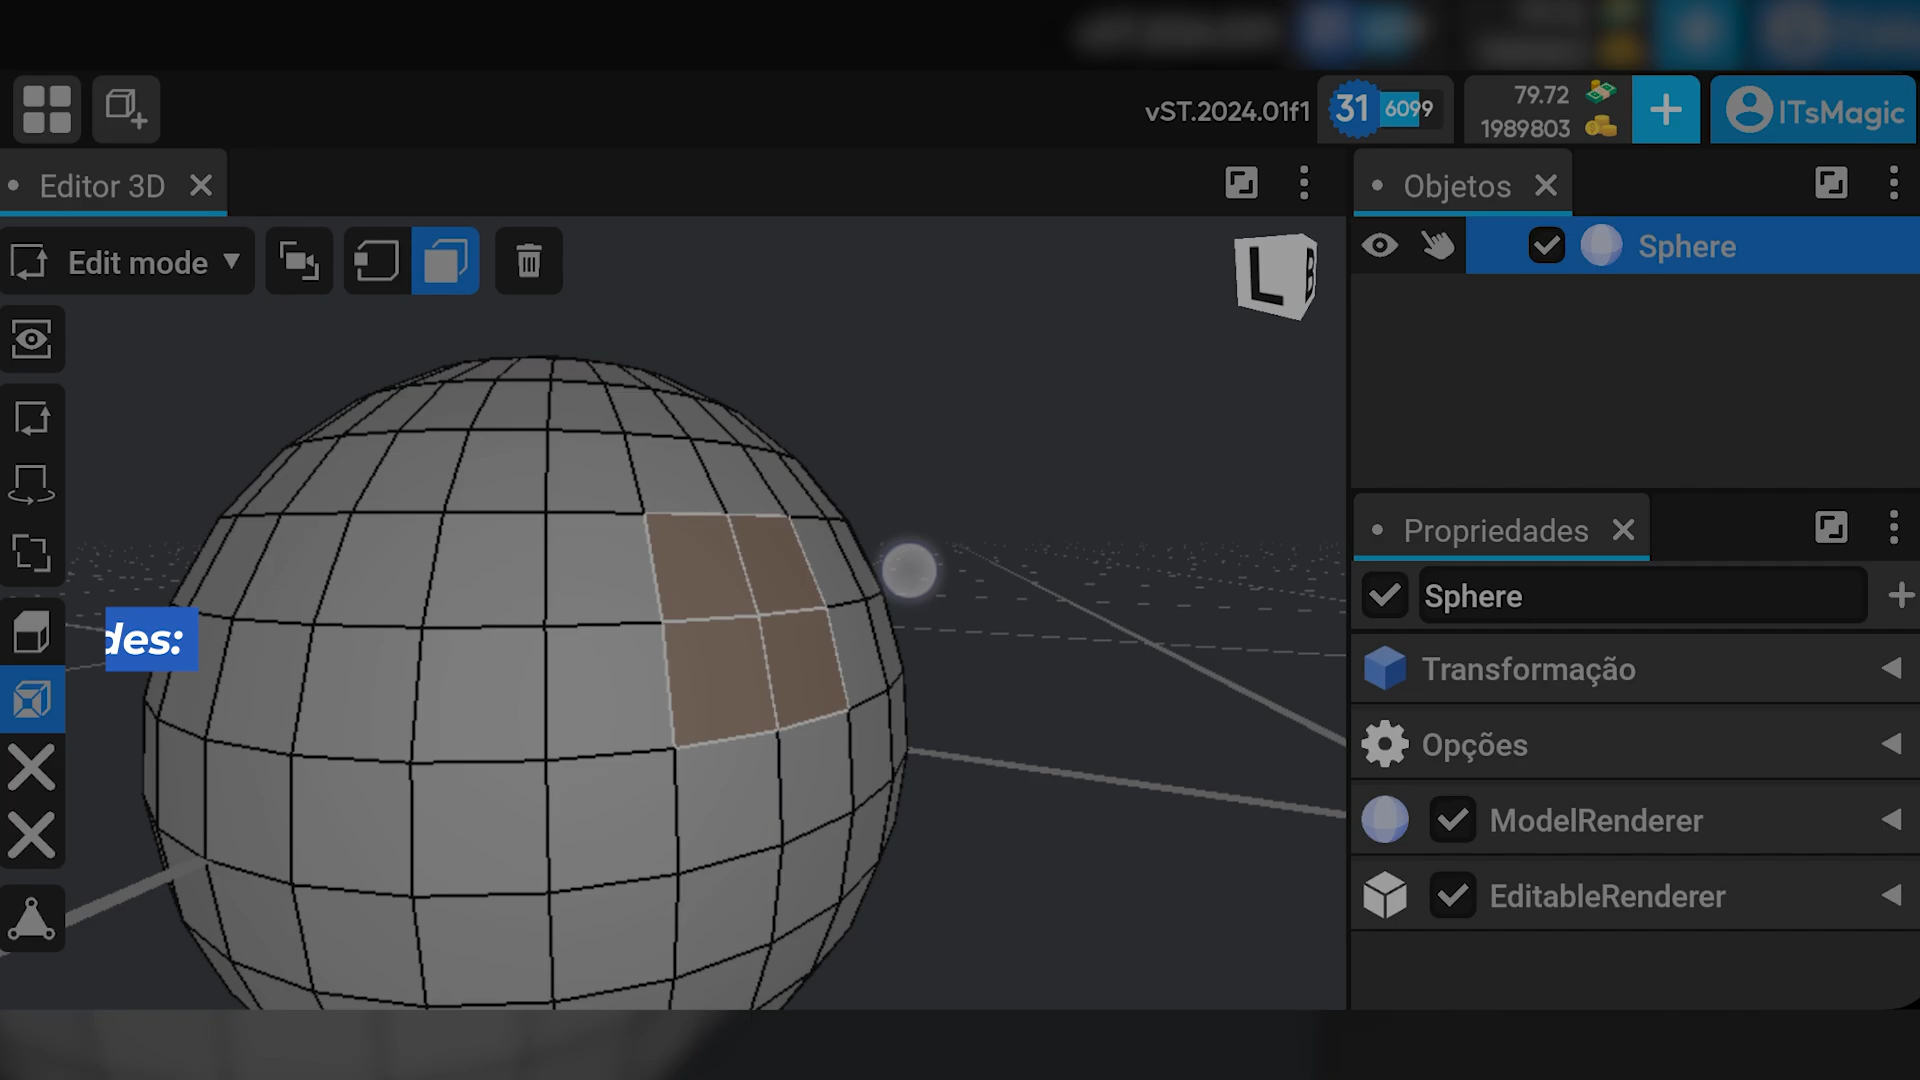 vST.2024.01f1
31
6099
79.72
1989803
ITsMagic
Editor 3D
Objetos
Edit mode
L
B
Sphere
Propriedades
Sphere
des:
Transformação
Opções
ModelRenderer
EditableRenderer